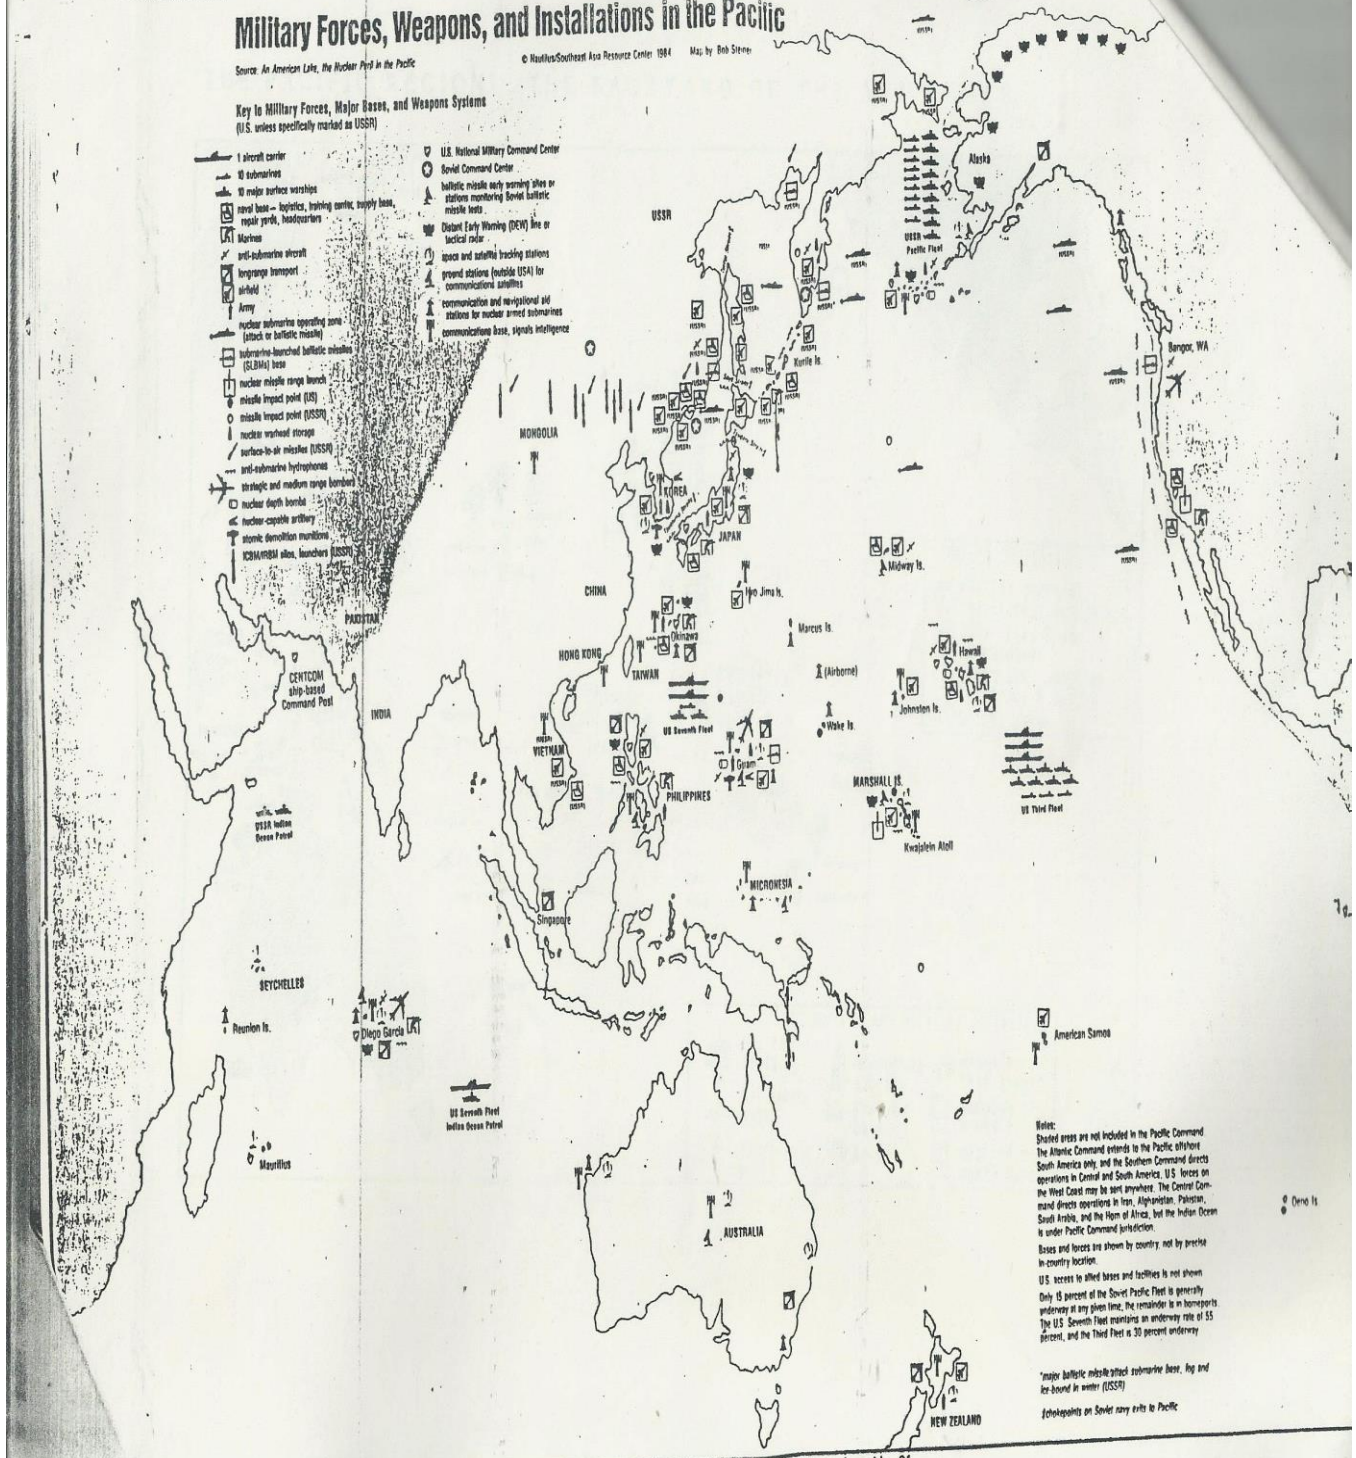 Military Forces, Weapons, and Installations in the Pacific
Source: An American Lake, the Nuclear Peril in the Pacific
© Nautilus/Southeast Asia Resource Center 1984 Map by Bob Steiner
Key to Military Forces, Major Bases, and Weapons Systems
(U.S. unless specifically marked as USSR)
1 aircraft carrier
10 submarines
10 major surface warships
naval base – logistics, training center, supply base,
repair yards, headquarters
Marines
anti-submarine aircraft
longrange transport
airfield
Army
nuclear submarine operating zone
(attack or ballistic missile)
submarine-launched ballistic missiles
(SLBMs) base
nuclear missile range launch
missile impact point (US)
missile impact point (USSR)
nuclear warhead storage
surface-to-air missiles (USSR)
anti-submarine hydrophones
strategic and medium range bombers
nuclear depth bombs
nuclear-capable artillery
atomic demolition munitions
ICBM/IRBM silos, launchers (USSR)
U.S. National Military Command Center
Soviet Command Center
ballistic missile early warning sites or
stations monitoring Soviet ballistic
missile tests
Distant Early Warning (DEW) line or
tactical radar
space and satellite tracking stations
ground stations (outside USA) for
communications satellites
communication and navigational aid
stations for nuclear armed submarines
communications base, signals intelligence
USSR
Alaska
USSR
Pacific Fleet
Bangor, WA
Kurile Is.
MONGOLIA
KOREA
JAPAN
Midway Is.
CHINA
Iwo Jima Is.
PAKISTAN
Okinawa
Marcus Is.
Hawaii
HONG KONG
TAIWAN
(Airborne)
CENTCOM
ship-based
Command Post
INDIA
Johnston Is.
US Seventh Fleet
Wake Is.
VIETNAM
Guam
PHILIPPINES
MARSHALL IS.
US Third Fleet
USSR Indian
Ocean Patrol
Kwajalein Atoll
MICRONESIA
Singapore
SEYCHELLES
Reunion Is.
Diego Garcia
American Samoa
US Seventh Fleet
Indian Ocean Patrol
Mauritius
AUSTRALIA
Oeno Is
NEW ZEALAND
Notes:
Shaded areas are not included in the Pacific Command
The Atlantic Command extends to the Pacific offshore
South America only, and the Southern Command directs
operations in Central and South America. U.S. forces on
the West Coast may be sent anywhere. The Central Com-
mand directs operations in Iran, Afghanistan, Pakistan,
Saudi Arabia, and the Horn of Africa, but the Indian Ocean
is under Pacific Command jurisdiction.
Bases and forces are shown by country, not by precise
in-country location.
U.S. access to allied bases and facilities is not shown
Only 15 percent of the Soviet Pacific Fleet is generally
underway at any given time, the remainder is in homeports.
The U.S. Seventh Fleet maintains an underway rate of 55
percent, and the Third Fleet is 30 percent underway
*major ballistic missile/attack submarine base, fog and
ice-bound in winter (USSR)
‡chokepoints on Soviet navy exits to Pacific